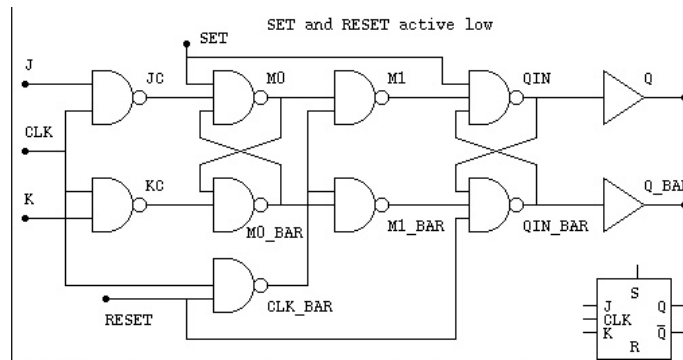 SET and RESET active low
SET
J
JC
M0
M1
QIN
Q
CLK
K
KC
M0_BAR
M1_BAR
QIN_BAR
Q_BAR
CLK_BAR
RESET
S
J Q
CLK
K Q̅
R